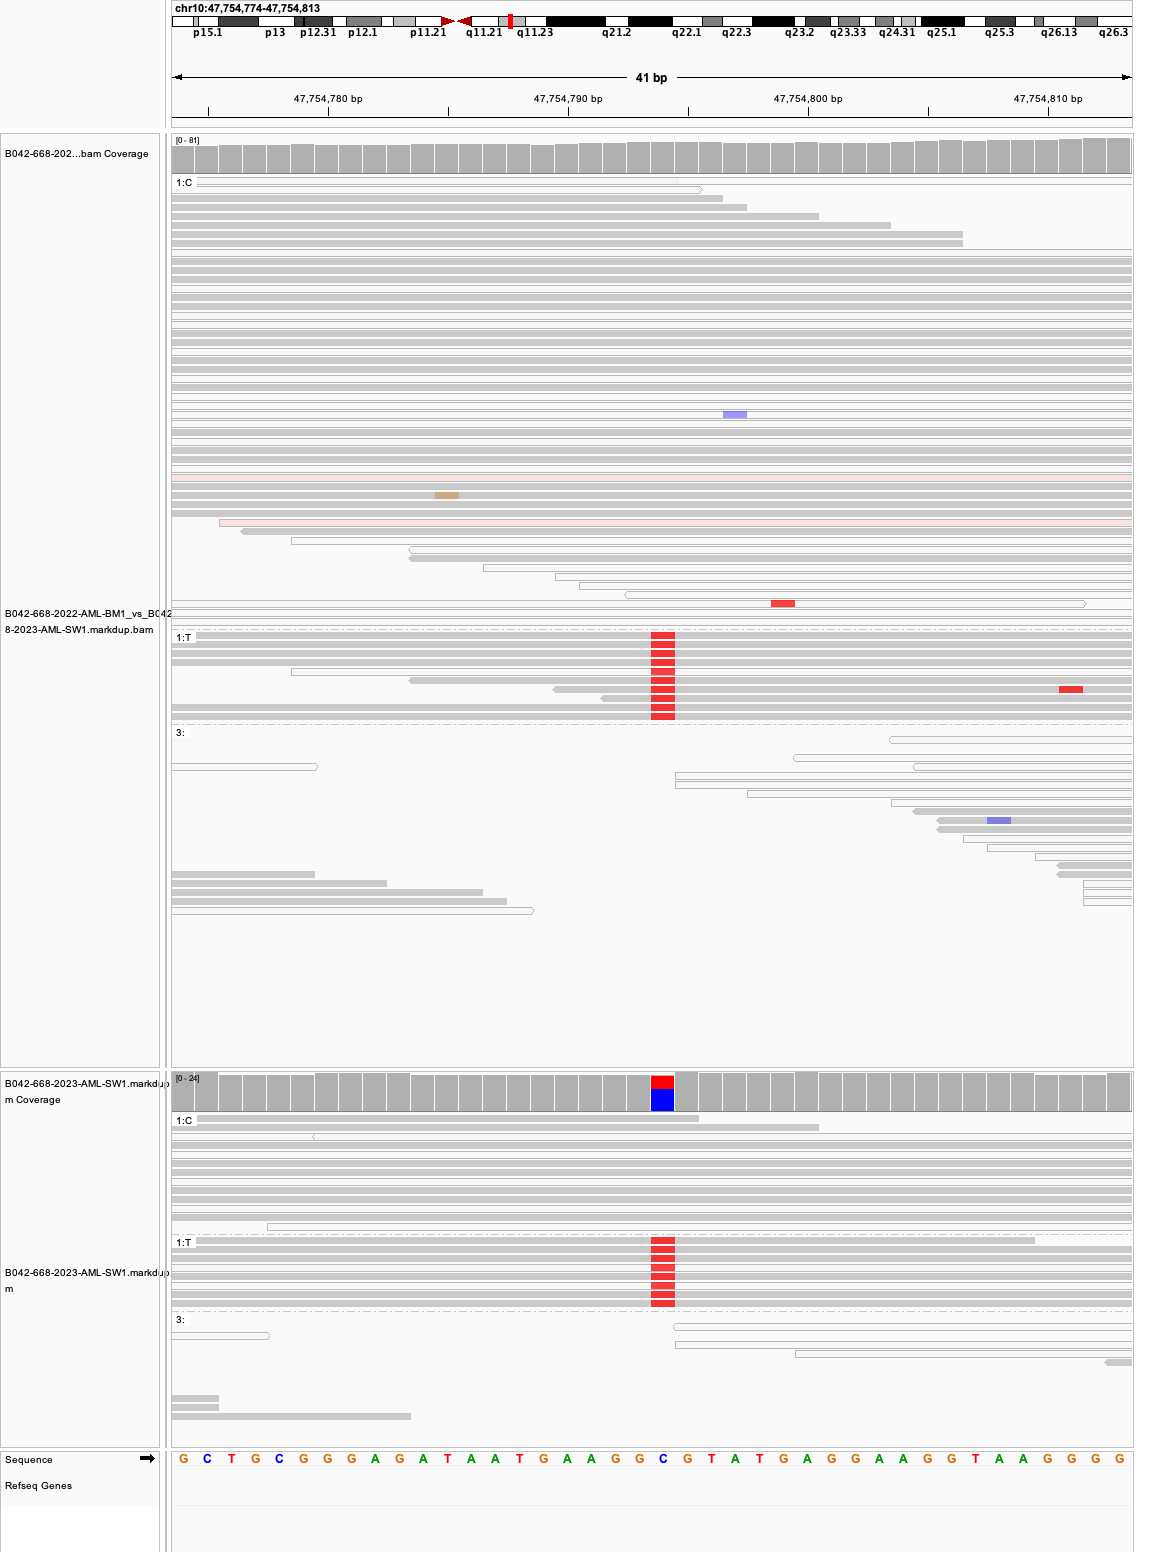 chr10:47,754,774-47,754,813
p15.1 p13 p12.31 p12.1 p11.21 q11.21 q11.23 q21.2 q22.1 q22.3 q23.2 q23.33 q24.31 q25.1 q25.3 q26.13 q26.3
41 bp
47,754,780 bp 47,754,790 bp 47,754,800 bp 47,754,810 bp
[0 - 81]
B042-668-202...bam Coverage
1:C
B042-668-2022-AML-BM1_vs_B042
8-2023-AML-SW1.markdup.bam
1:T
3:
[0 - 24]
B042-668-2023-AML-SW1.markdup
m Coverage
1:C
1:T
B042-668-2023-AML-SW1.markdup
m
3:
Sequence G C T G C G G G A G A T A A T G A A G G C G T A T G A G G A A G G T A A G G G G
Refseq Genes